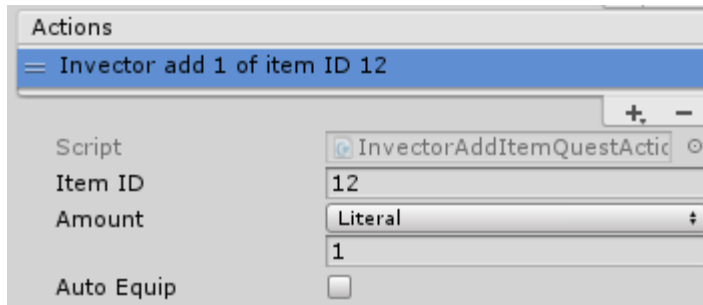 Actions
Invector add 1 of item ID 12
Script InvectorAddItemQuestActic
Item ID 12
Amount Literal
1
Auto Equip